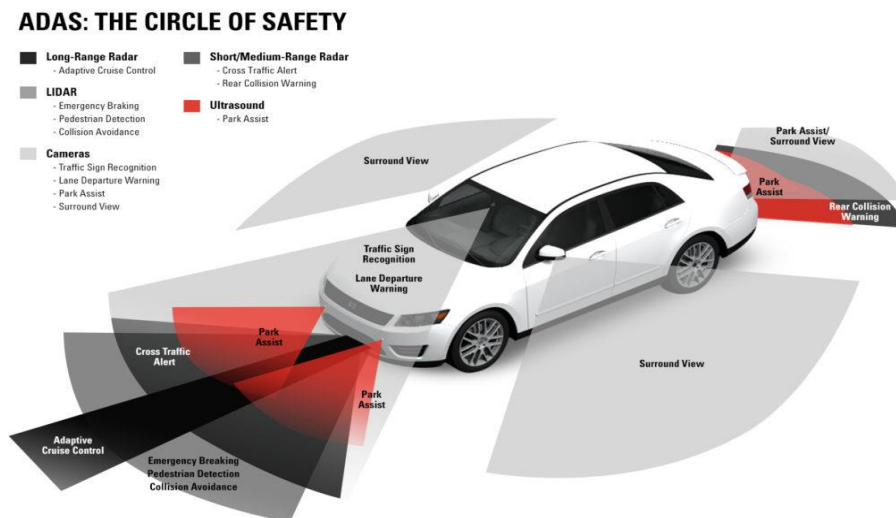 ADAS: THE CIRCLE OF SAFETY
Long-Range Radar
- Adaptive Cruise Control
LIDAR
- Emergency Braking
- Pedestrian Detection
- Collision Avoidance
Cameras
- Traffic Sign Recognition
- Lane Departure Warning
- Park Assist
- Surround View
Short/Medium-Range Radar
- Cross Traffic Alert
- Rear Collision Warning
Ultrasound
- Park Assist
Surround View
Park Assist/
Surround View
Park
Assist
Rear Collision
Warning
Traffic Sign
Recognition
Lane Departure
Warning
Park
Assist
Cross Traffic
Alert
Surround View
Park
Assist
Adaptive
Cruise Control
Emergency Breaking
Pedestrian Detection
Collision Avoidance